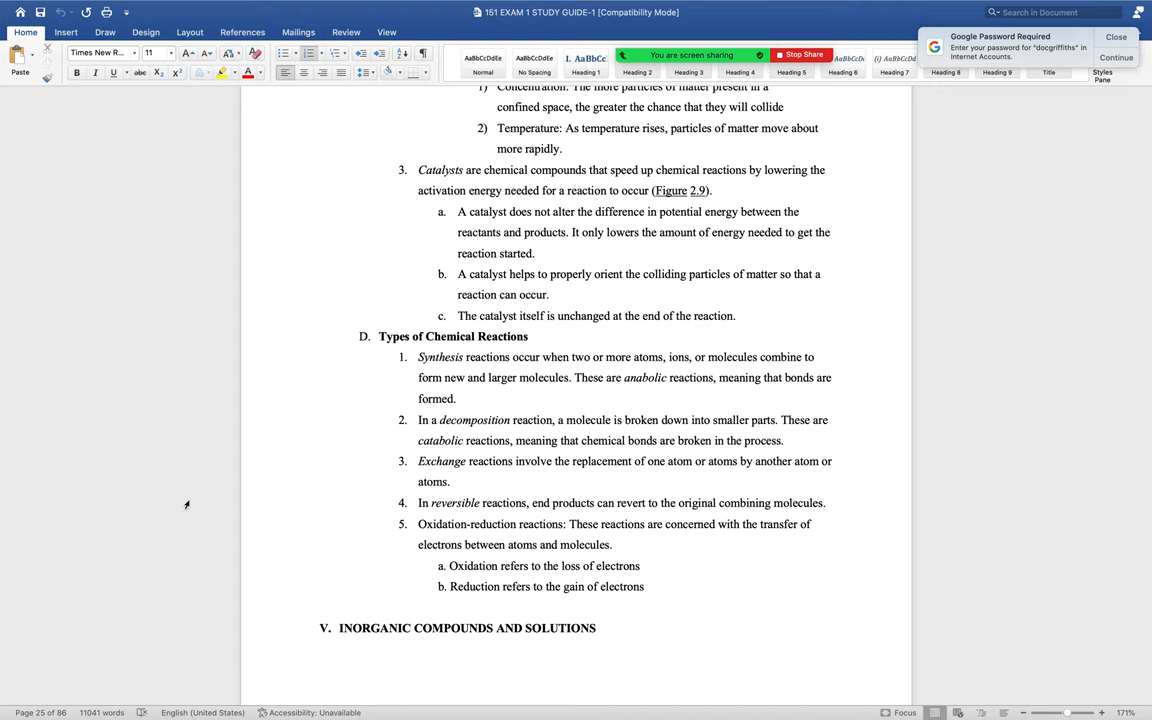 151 EXAM 1 STUDY GUIDE-1 [Compatibility Mode]
Search in Document
Home Insert Draw Design Layout References Mailings Review View
Google Password Required
Enter your password for "docgriffiths" in
Internet Accounts.
Close
Continue
Paste
Times New R... 11
You are screen sharing
Stop Share
AaBbCcDdEe
Normal
AaBbCcDdEe
No Spacing
I. AaBbCc
Heading 1
Heading 2
Heading 3
Heading 4
Heading 5
Heading 6
(i) AaBbCcDd
Heading 7
Heading 8
Heading 9
Title
Styles
Pane
1) Concentration: The more particles of matter present in a
confined space, the greater the chance that they will collide
2) Temperature: As temperature rises, particles of matter move about
more rapidly.
3. Catalysts are chemical compounds that speed up chemical reactions by lowering the
activation energy needed for a reaction to occur (Figure 2.9).
a. A catalyst does not alter the difference in potential energy between the
reactants and products. It only lowers the amount of energy needed to get the
reaction started.
b. A catalyst helps to properly orient the colliding particles of matter so that a
reaction can occur.
c. The catalyst itself is unchanged at the end of the reaction.
D. Types of Chemical Reactions
1. Synthesis reactions occur when two or more atoms, ions, or molecules combine to
form new and larger molecules. These are anabolic reactions, meaning that bonds are
formed.
2. In a decomposition reaction, a molecule is broken down into smaller parts. These are
catabolic reactions, meaning that chemical bonds are broken in the process.
3. Exchange reactions involve the replacement of one atom or atoms by another atom or
atoms.
4. In reversible reactions, end products can revert to the original combining molecules.
5. Oxidation-reduction reactions: These reactions are concerned with the transfer of
electrons between atoms and molecules.
a. Oxidation refers to the loss of electrons
b. Reduction refers to the gain of electrons
V. INORGANIC COMPOUNDS AND SOLUTIONS
Page 25 of 86 11041 words English (United States) Accessibility: Unavailable Focus 171%